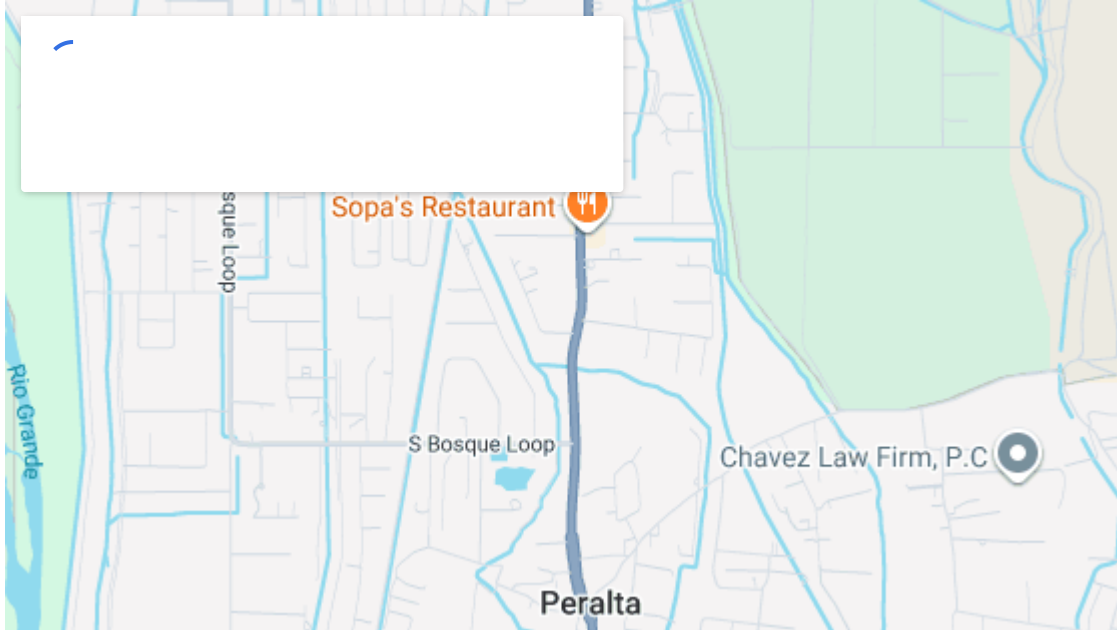 Sopa's Restaurant
sque Loop
Rio Grande
S Bosque Loop
Chavez Law Firm, P.C
Peralta